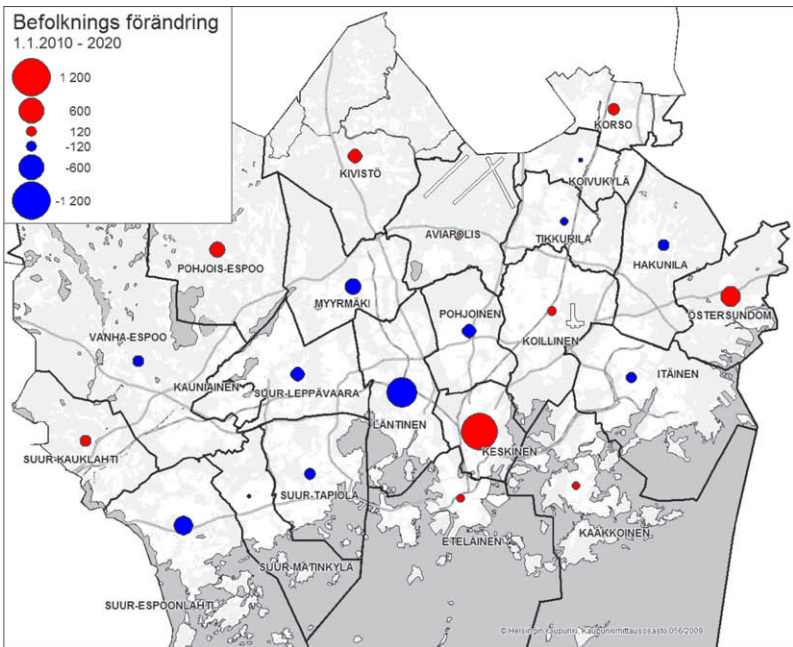 Befolknings förändring
1.1.2010 - 2020
1 200
600
120
-120
-600
-1 200
KORSO
KIVISTÖ
KOIVUKYLÄ
AVIAPOLIS
TIKKURILA
HAKUNILA
POHJOIS-ESPOO
MYYRMÄKI
POHJOINEN
KOILLINEN
ÖSTERSUNDOM
VANHA-ESPOO
KAUNIAINEN
SUUR-LEPPÄVAARA
ITÄINEN
LÄNTINEN
KESKINEN
SUUR-KAUKLAHTI
SUUR-TAPIOLA
ETELÄINEN
KAAKKOINEN
SUUR-MATINKYLÄ
SUUR-ESPOONLAHTI
© Helsingin kaupunki, Kaupunkimittausosasto 056/2009